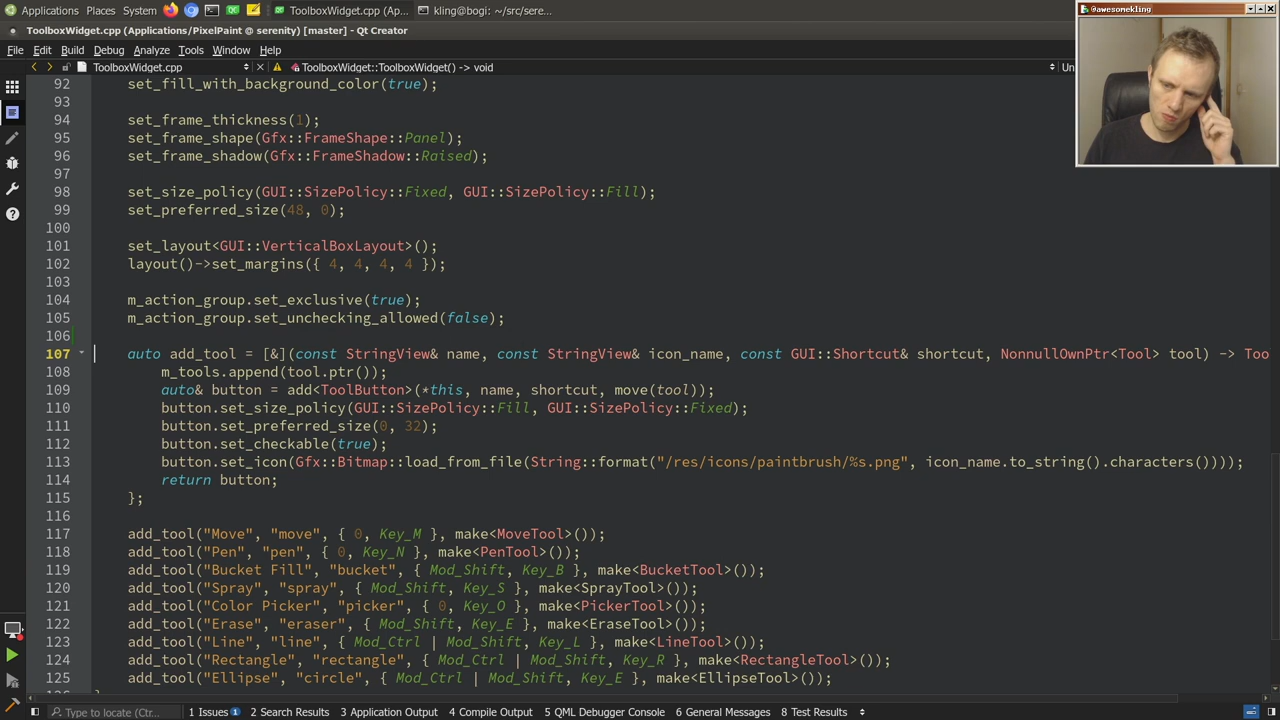 Applications Places System ToolboxWidget.cpp (Ap... kling@bogi: ~/src/sere...
@awesomekling
ToolboxWidget.cpp (Applications/PixelPaint @ serenity) [master] - Qt Creator
File Edit Build Debug Analyze Tools Window Help
ToolboxWidget.cpp ToolboxWidget::ToolboxWidget() -> void Un
92 set_fill_with_background_color(true);
93
94 set_frame_thickness(1);
95 set_frame_shape(Gfx::FrameShape::Panel);
96 set_frame_shadow(Gfx::FrameShadow::Raised);
97
98 set_size_policy(GUI::SizePolicy::Fixed, GUI::SizePolicy::Fill);
99 set_preferred_size(48, 0);
100
101 set_layout<GUI::VerticalBoxLayout>();
102 layout()->set_margins({ 4, 4, 4, 4 });
103
104 m_action_group.set_exclusive(true);
105 m_action_group.set_unchecking_allowed(false);
106
107 auto add_tool = [&](const StringView& name, const StringView& icon_name, const GUI::Shortcut& shortcut, NonnullOwnPtr<Tool> tool) -> Too
108 m_tools.append(tool.ptr());
109 auto& button = add<ToolButton>(*this, name, shortcut, move(tool));
110 button.set_size_policy(GUI::SizePolicy::Fill, GUI::SizePolicy::Fixed);
111 button.set_preferred_size(0, 32);
112 button.set_checkable(true);
113 button.set_icon(Gfx::Bitmap::load_from_file(String::format("/res/icons/paintbrush/%s.png", icon_name.to_string().characters())));
114 return button;
115 };
116
117 add_tool("Move", "move", { 0, Key_M }, make<MoveTool>());
118 add_tool("Pen", "pen", { 0, Key_N }, make<PenTool>());
119 add_tool("Bucket Fill", "bucket", { Mod_Shift, Key_B }, make<BucketTool>());
120 add_tool("Spray", "spray", { Mod_Shift, Key_S }, make<SprayTool>());
121 add_tool("Color Picker", "picker", { 0, Key_O }, make<PickerTool>());
122 add_tool("Erase", "eraser", { Mod_Shift, Key_E }, make<EraseTool>());
123 add_tool("Line", "line", { Mod_Ctrl | Mod_Shift, Key_L }, make<LineTool>());
124 add_tool("Rectangle", "rectangle", { Mod_Ctrl | Mod_Shift, Key_R }, make<RectangleTool>());
125 add_tool("Ellipse", "circle", { Mod_Ctrl | Mod_Shift, Key_E }, make<EllipseTool>());
Type to locate (Ctr... 1 Issues 1 2 Search Results 3 Application Output 4 Compile Output 5 QML Debugger Console 6 General Messages 8 Test Results